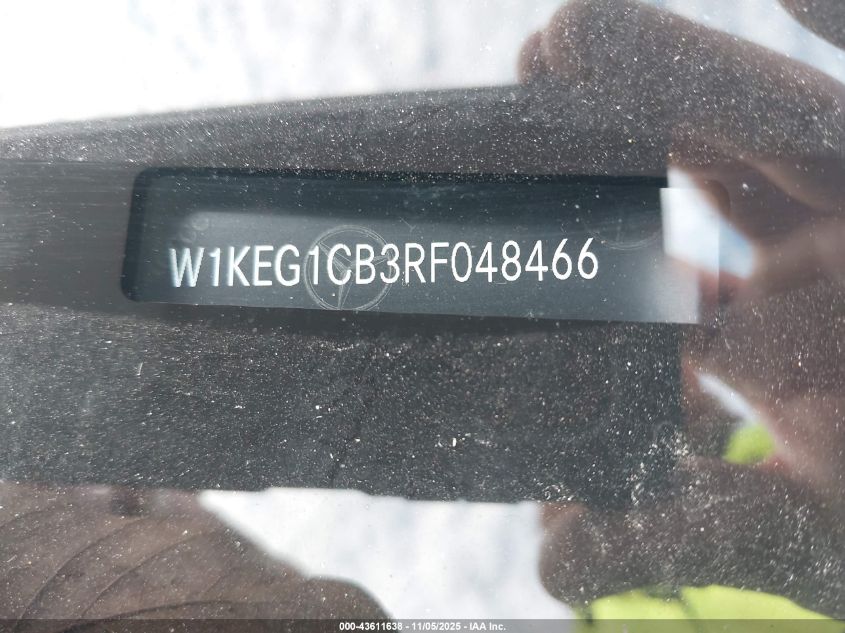 W1KEG1CB3RF048466
000-43611638 - 11/05/2025 - IAA Inc.